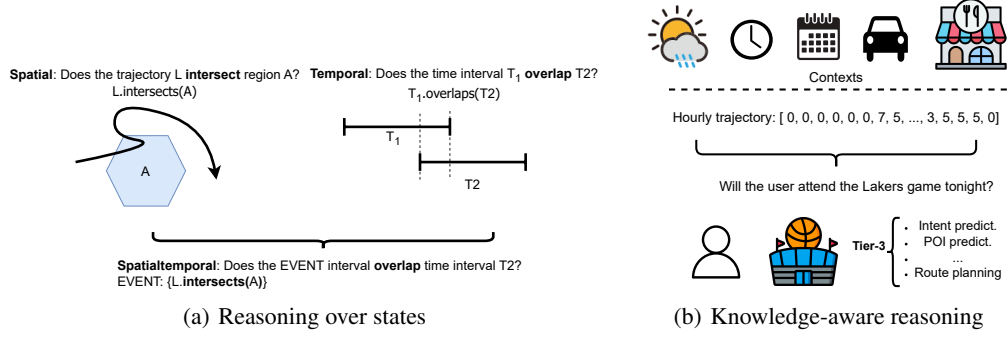 Spatial: Does the trajectory L intersect region A?
L.intersects(A)
A
Temporal: Does the time interval T1 overlap T2?
T1.overlaps(T2)
T1
T2
Spatialtemporal: Does the EVENT interval overlap time interval T2?
EVENT: {L.intersects(A)}
(a) Reasoning over states
Contexts
Hourly trajectory: [ 0, 0, 0, 0, 0, 0, 7, 5, ..., 3, 5, 5, 5, 0]
Will the user attend the Lakers game tonight?
Tier-3
• Intent predict.
• POI predict.
• ...
• Route planning
(b) Knowledge-aware reasoning